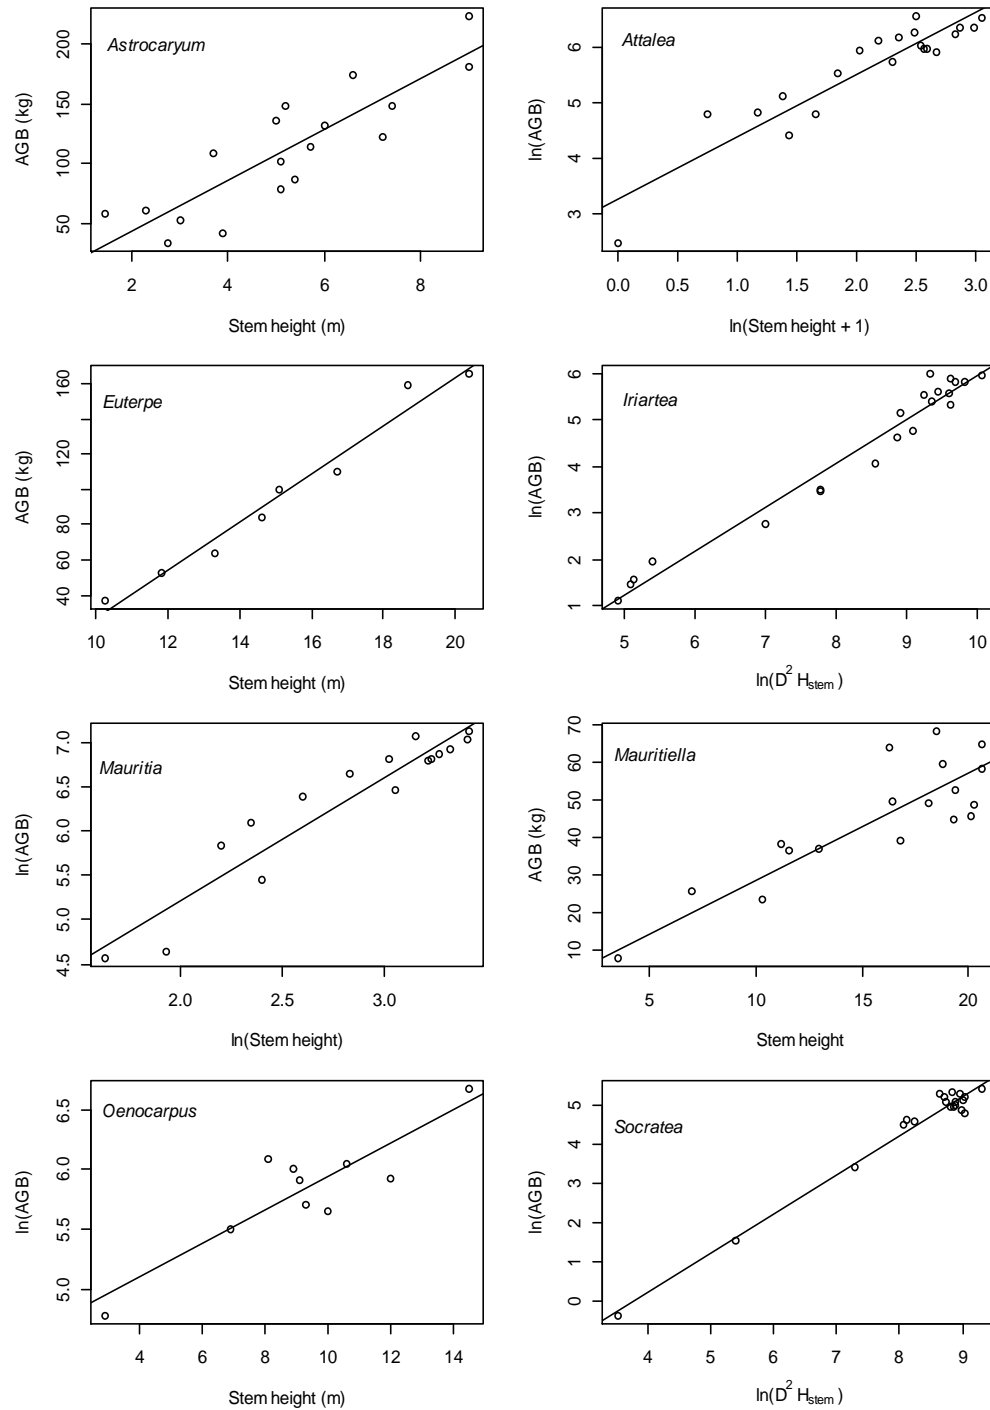 Astrocaryum
AGB (kg)
50 100 150 200
2 4 6 8
Stem height (m)
Attalea
ln(AGB)
3 4 5 6
0.0 0.5 1.0 1.5 2.0 2.5 3.0
ln(Stem height + 1)
Euterpe
AGB (kg)
40 60 80 120 160
10 12 14 16 18 20
Stem height (m)
Iriartea
ln(AGB)
1 2 3 4 5 6
5 6 7 8 9 10
ln(D² Hstem)
Mauritia
ln(AGB)
4.5 5.0 5.5 6.0 6.5 7.0
2.0 2.5 3.0
ln(Stem height)
Mauritiella
AGB (kg)
10 20 30 40 50 60 70
5 10 15 20
Stem height
Oenocarpus
ln(AGB)
5.0 5.5 6.0 6.5
4 6 8 10 12 14
Stem height (m)
Socratea
ln(AGB)
0 1 2 3 4 5
4 5 6 7 8 9
ln(D² Hstem)